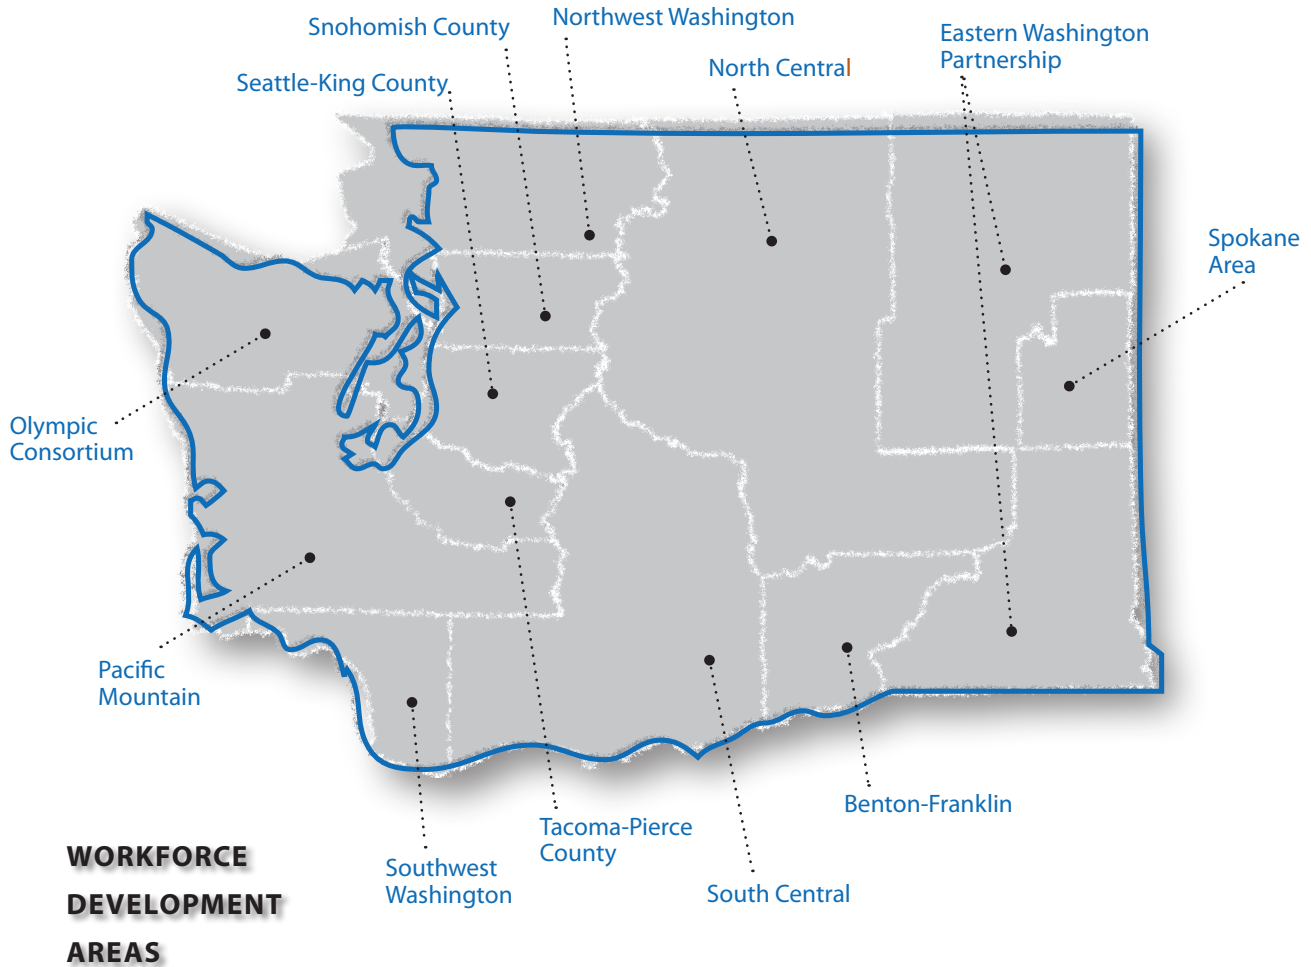 Northwest Washington
Snohomish County
Eastern Washington
Partnership
North Central
Seattle-King County
Spokane
Area
Olympic
Consortium
Pacific
Mountain
Benton-Franklin
Tacoma-Pierce
County
Southwest
Washington
South Central
WORKFORCE
DEVELOPMENT
AREAS